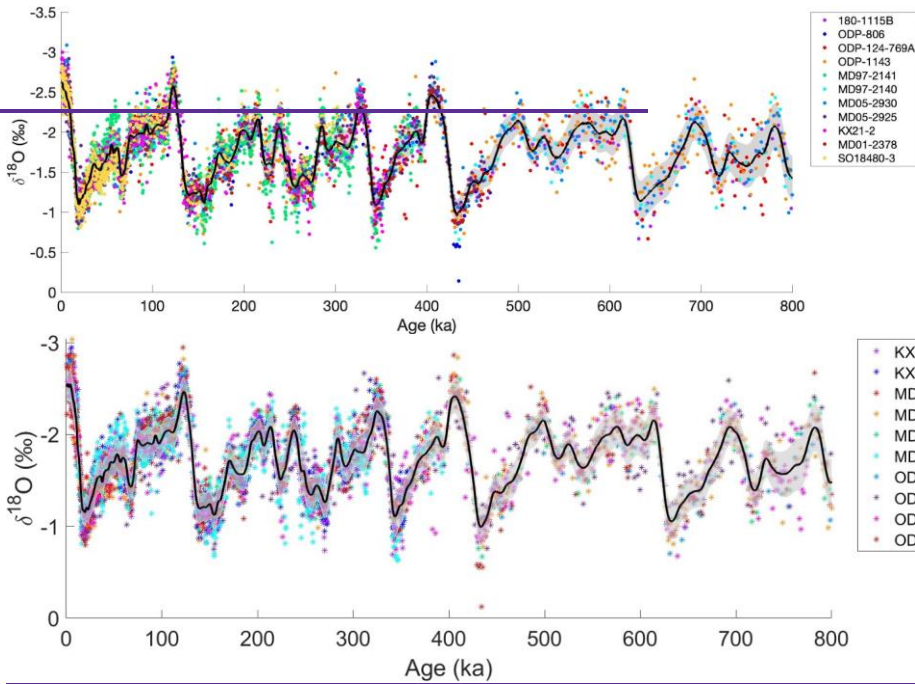 -3.5
-3
-2.5
-2
-1.5
-1
-0.5
0
δ18O (‰)
0 100 200 300 400 500 600 700 800
Age (ka)
180-1115B
ODP-806
ODP-124-769A
ODP-1143
MD97-2141
MD97-2140
MD05-2930
MD05-2925
KX21-2
MD01-2378
SO18480-3
-3
-2
-1
0
δ18O (‰)
0 100 200 300 400 500 600 700 800
Age (ka)
KX
KX
MD
MD
MD
MD
OD
OD
OD
OD